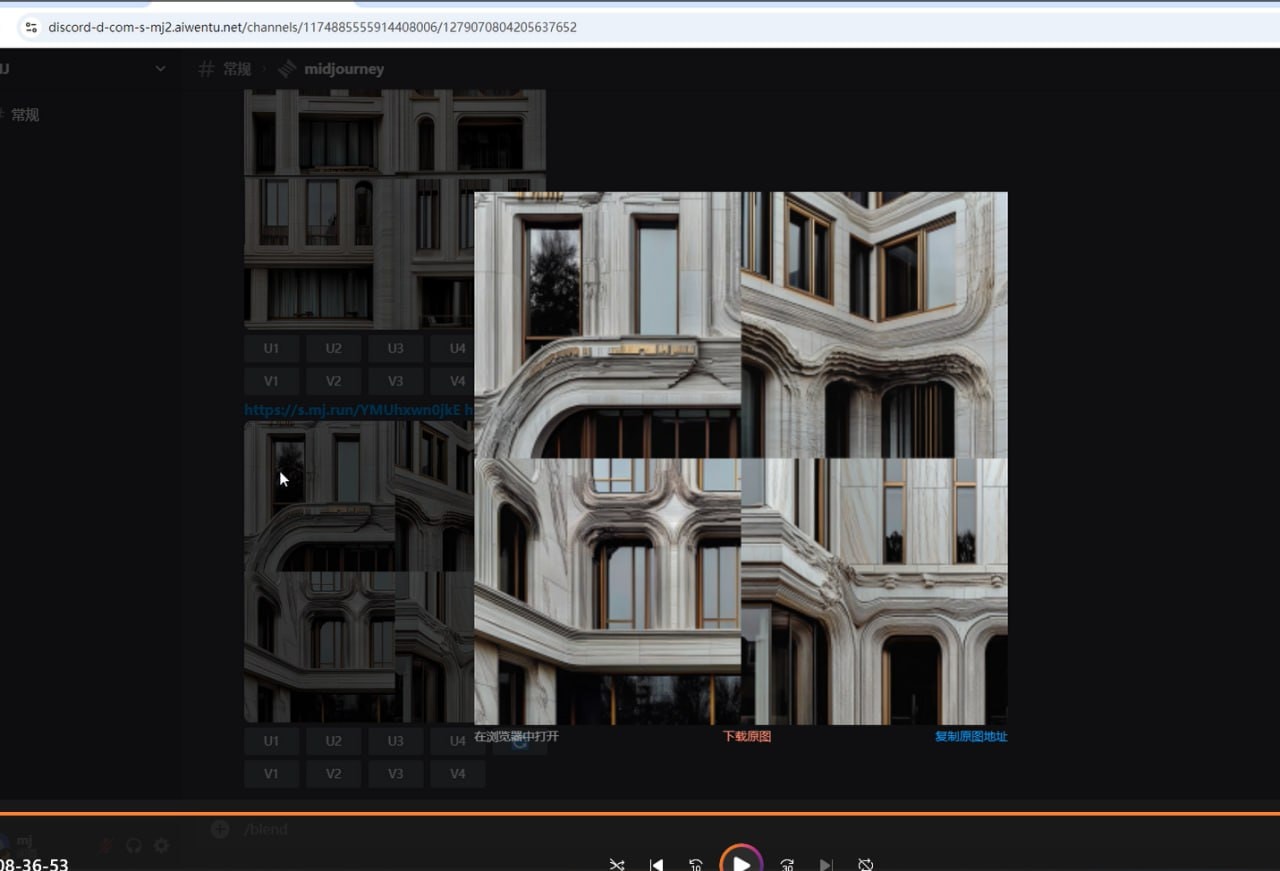 discord-d-com-s-mj2.aiwentu.net/channels/1174885555914408006/1279070804205637652
# 常规 › midjourney
常规
U1 U2 U3 U4
V1 V2 V3 V4
https://s.mj.run/YMUhxwn0jkE h
在浏览器中打开 下载原图 复制原图地址
U1 U2 U3 U4
V1 V2 V3 V4
/blend
mj
08-36-53
10 30